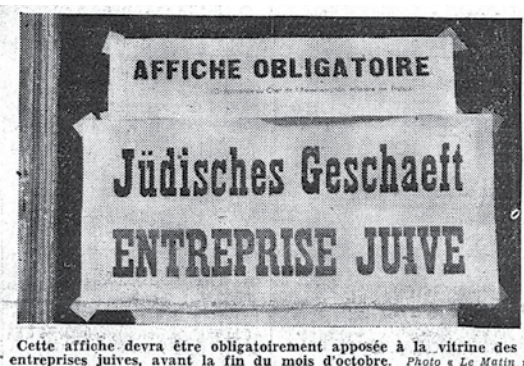 AFFICHE OBLIGATOIRE
Jüdisches Geschaeft
ENTREPRISE JUIVE
Cette affiche devra être obligatoirement apposée à la vitrine des
entreprises juives, avant la fin du mois d'octobre. Photo « Le Matin »